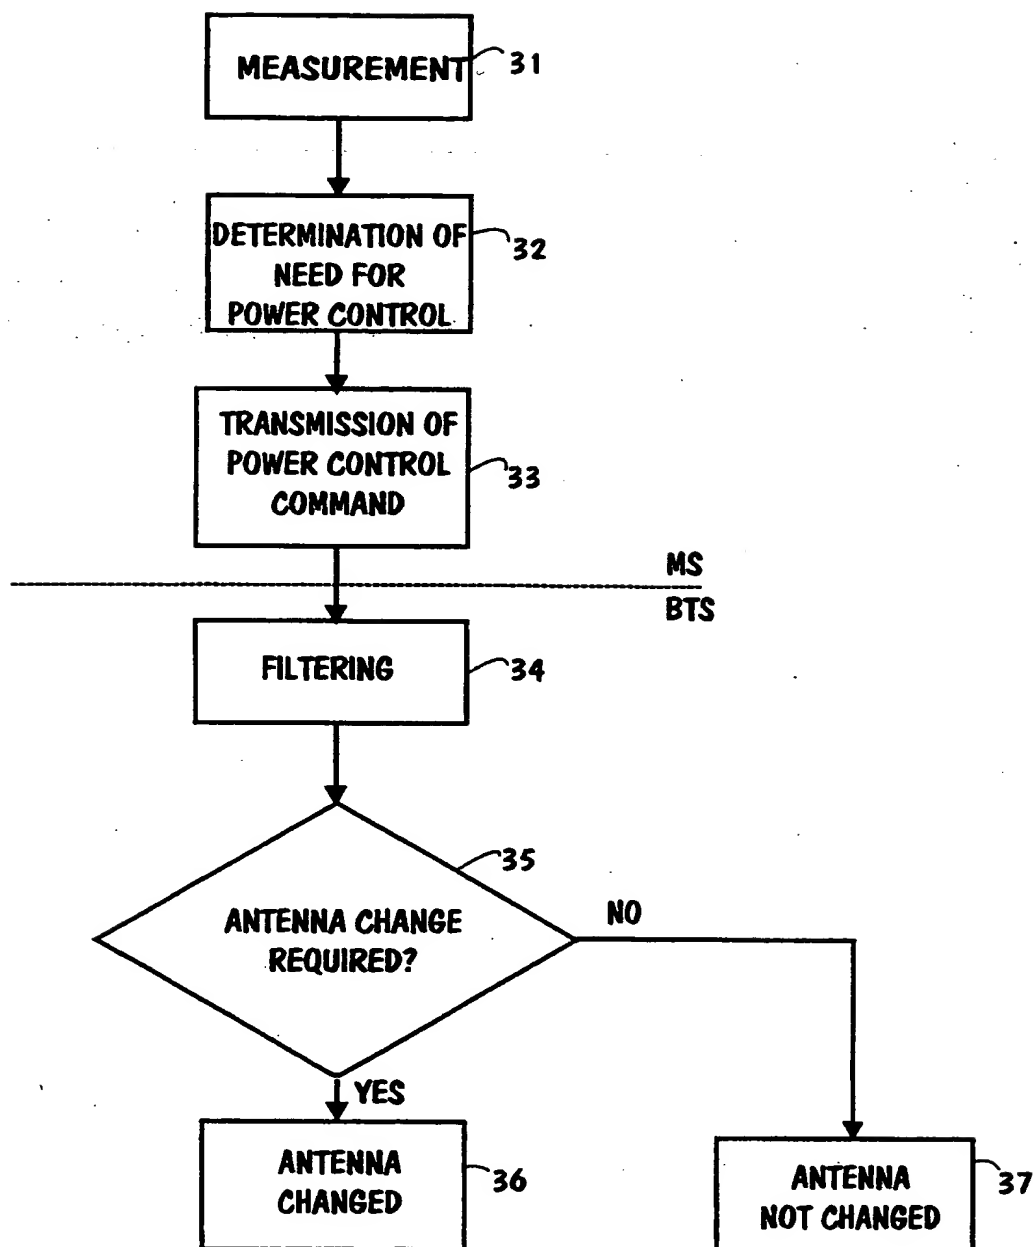 MEASUREMENT 31
DETERMINATION OF
NEED FOR
POWER CONTROL
32
TRANSMISSION OF
POWER CONTROL
COMMAND
33
MS
BTS
FILTERING 34
35
ANTENNA CHANGE
REQUIRED?
NO
YES
ANTENNA
CHANGED
36
ANTENNA
NOT CHANGED
37